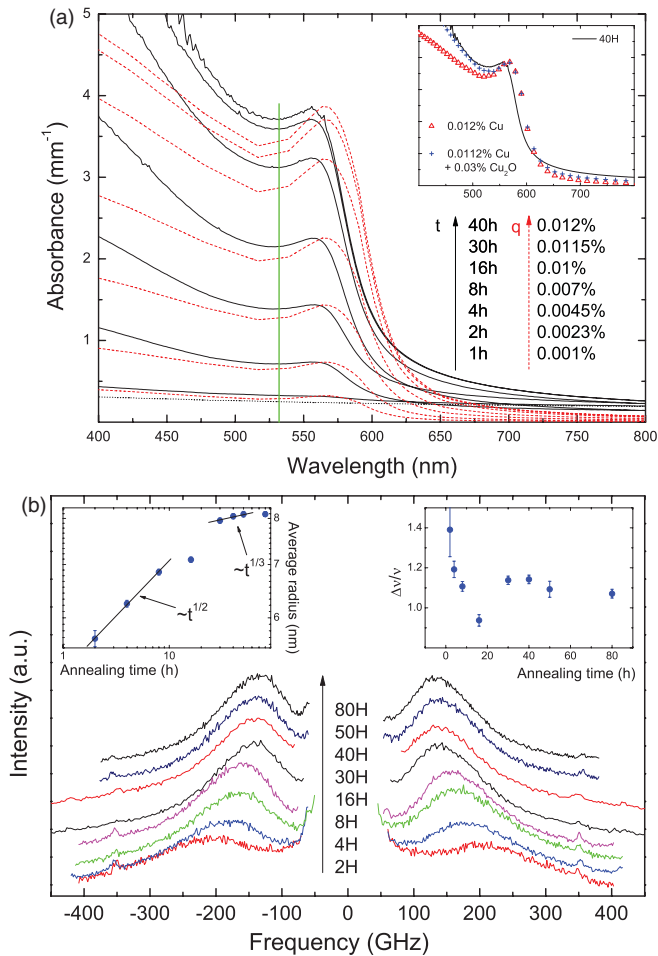 (a)
5
4
3
2
1
Absorbance (mm⁻¹)
400 450 500 550 600 650 700 750 800
Wavelength (nm)
40H
0.012% Cu
0.0112% Cu
+ 0.03% Cu₂O
500 600 700
t q
40h 0.012%
30h 0.0115%
16h 0.01%
8h 0.007%
4h 0.0045%
2h 0.0023%
1h 0.001%
(b)
Intensity (a.u.)
~t^1/3
~t^1/2
8
7
6
Average radius (nm)
1 10
Annealing time (h)
Δν/ν
1.4
1.2
1.0
0 20 40 60 80
Annealing time (h)
80H
50H
40H
30H
16H
8H
4H
2H
-400 -300 -200 -100 0 100 200 300 400
Frequency (GHz)